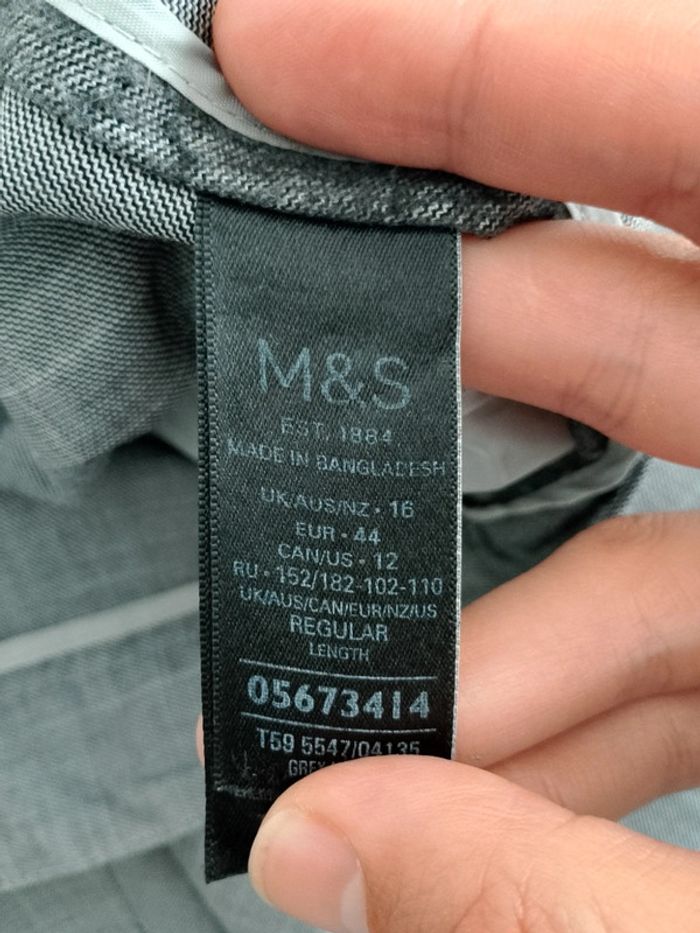 M&S
EST. 1884
MADE IN BANGLADESH
UK/AUS/NZ • 16
EUR • 44
CAN/US • 12
RU • 152/182-102-110
UK/AUS/CAN/EUR/NZ/US
REGULAR
LENGTH
05673414
T59 5547/04135
GREY